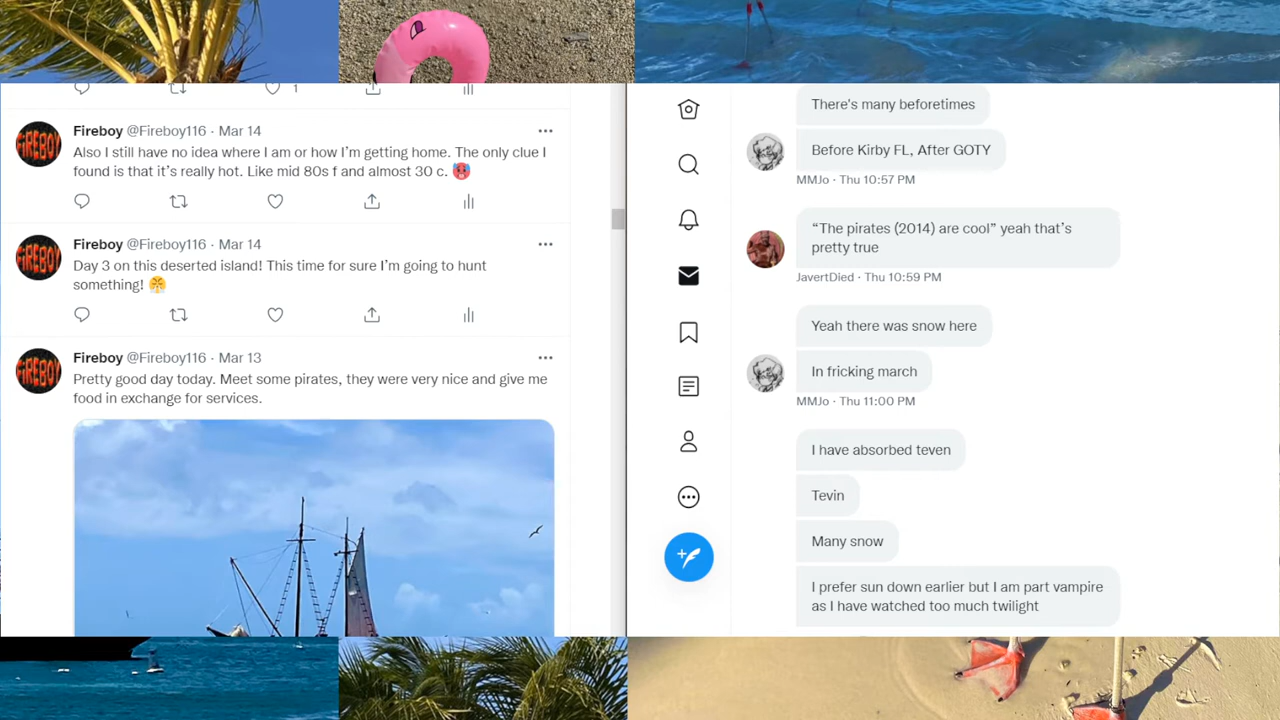 1
Fireboy @Fireboy116 · Mar 14
Also I still have no idea where I am or how I'm getting home. The only clue I
found is that it's really hot. Like mid 80s f and almost 30 c. 🥵
Fireboy @Fireboy116 · Mar 14
Day 3 on this deserted island! This time for sure I'm going to hunt
something! 😤
Fireboy @Fireboy116 · Mar 13
Pretty good day today. Meet some pirates, they were very nice and give me
food in exchange for services.
FIREBOY
FIREBOY
FIREBOY
There's many beforetimes
Before Kirby FL, After GOTY
MMJo · Thu 10:57 PM
“The pirates (2014) are cool” yeah that's
pretty true
JavertDied · Thu 10:59 PM
Yeah there was snow here
In fricking march
MMJo · Thu 11:00 PM
I have absorbed teven
Tevin
Many snow
I prefer sun down earlier but I am part vampire
as I have watched too much twilight